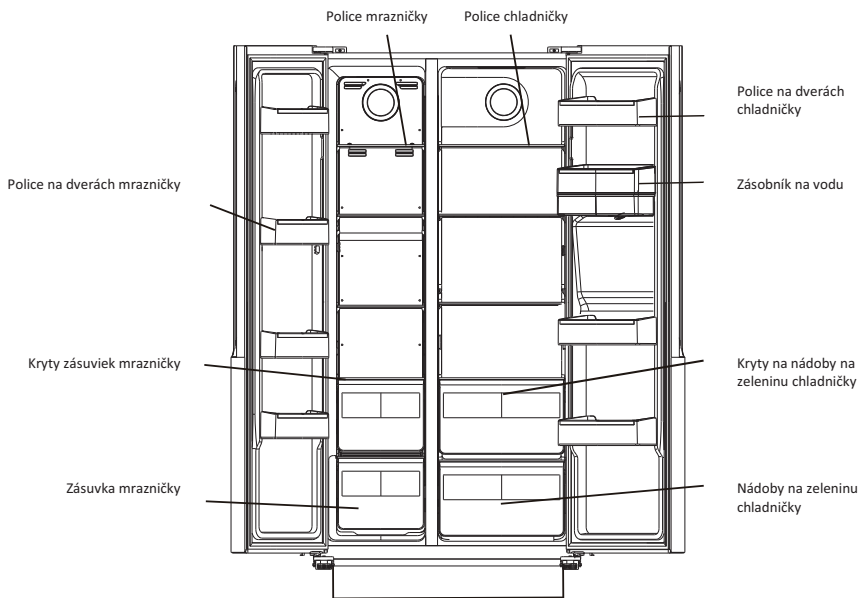 Police mrazničky
Police chladničky
Police na dverách
chladničky
Police na dverách mrazničky
Zásobník na vodu
Kryty zásuviek mrazničky
Kryty na nádoby na
zeleninu chladničky
Zásuvka mrazničky
Nádoby na zeleninu
chladničky